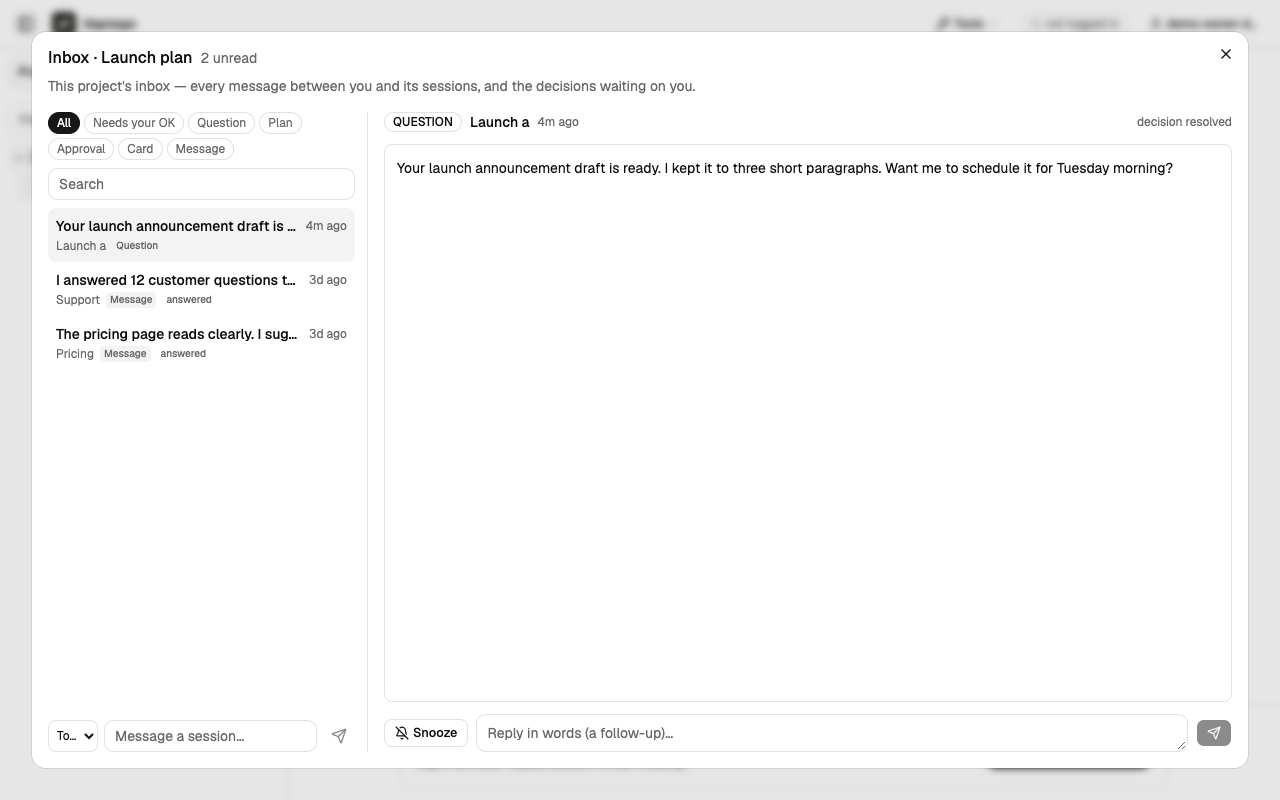 Inbox · Launch plan 2 unread
This project's inbox — every message between you and its sessions, and the decisions waiting on you.
All Needs your OK Question Plan
Approval Card Message
Search
Your launch announcement draft is ... 4m ago
Launch a Question
I answered 12 customer questions t... 3d ago
Support Message answered
The pricing page reads clearly. I sug... 3d ago
Pricing Message answered
To... Message a session...
QUESTION Launch a 4m ago decision resolved
Your launch announcement draft is ready. I kept it to three short paragraphs. Want me to schedule it for Tuesday morning?
Snooze Reply in words (a follow-up)...